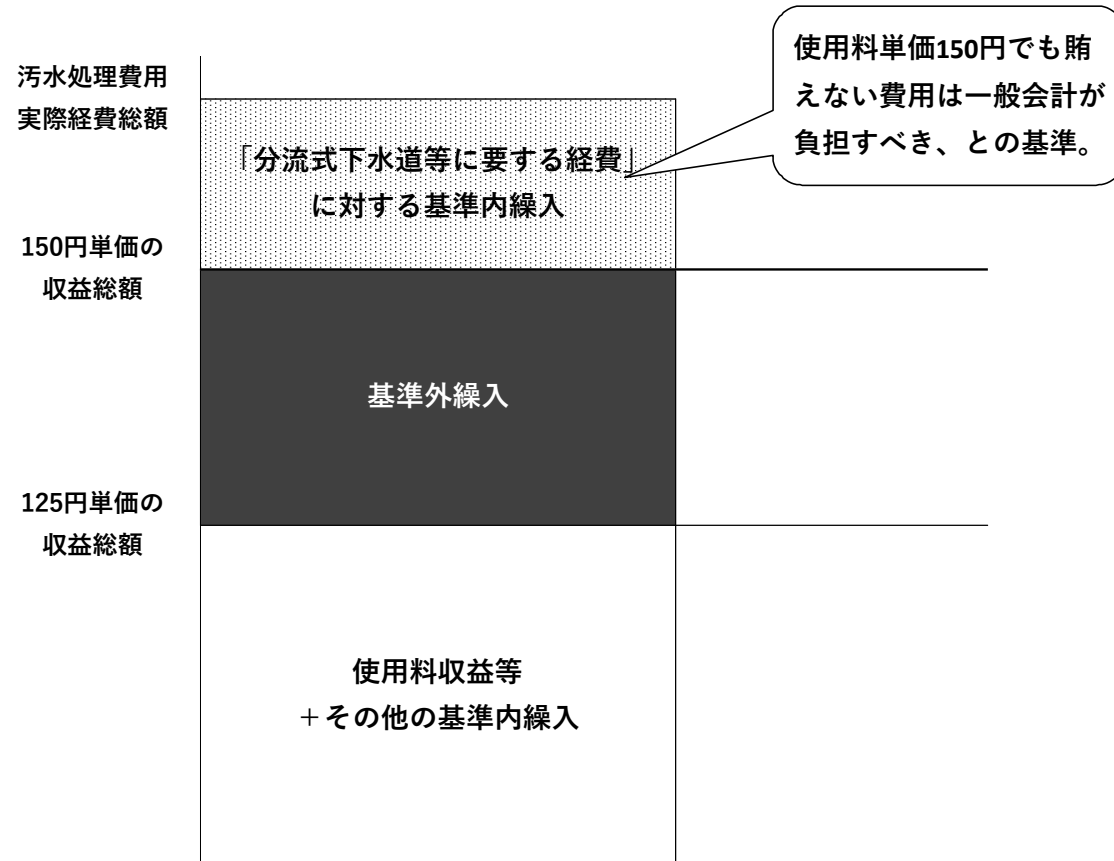 使用料単価150円でも賄
えない費用は一般会計が
負担すべき、との基準。
汚水処理費用
実際経費総額
「分流式下水道等に要する経費」
に対する基準内繰入
150円単価の
収益総額
基準外繰入
125円単価の
収益総額
使用料収益等
＋その他の基準内繰入